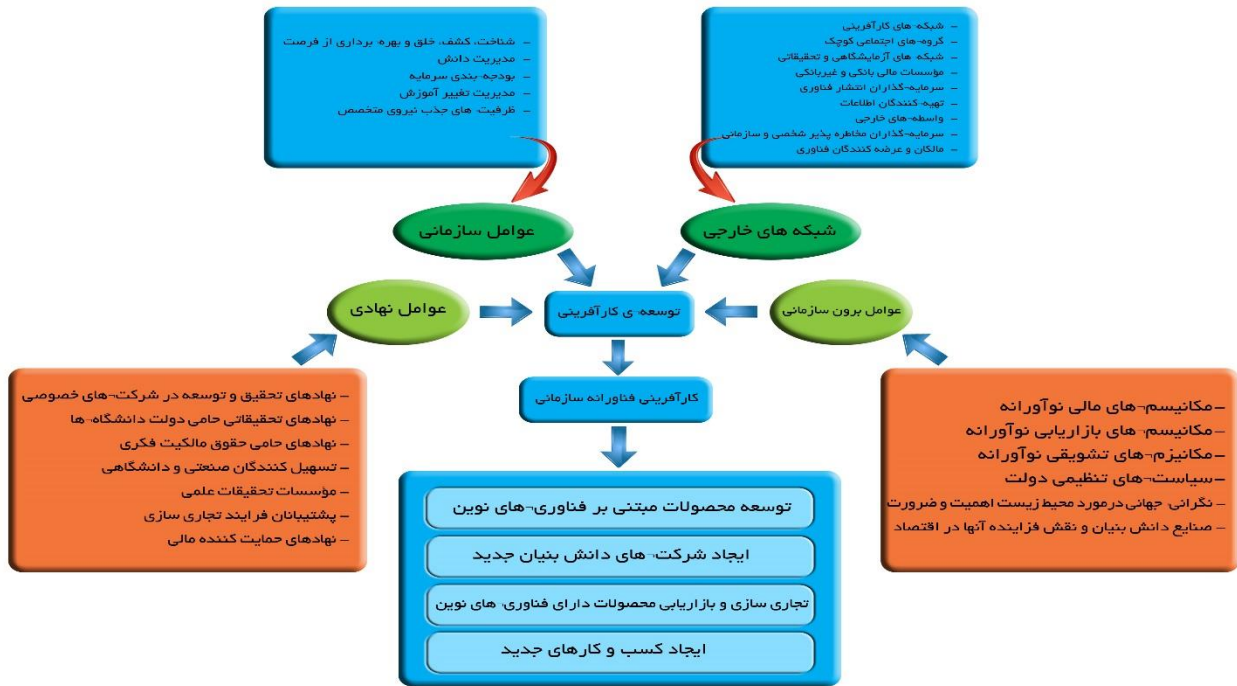 – شبکه¬های کارآفرینی
– گروه¬های اجتماعی کوچک
– شبکه¬های آزمایشگاهی و تحقیقاتی
– مؤسسات مالی بانکی و غیربانکی
– سرمایه¬گذاران انتشار فناوری
– تهیه¬کنندگان اطلاعات
– واسطه¬های خارجی
– سرمایه¬گذاران مخاطره پذیر شخصی و سازمانی
– مالکان و عرضه کنندگان فناوری
– شناخت، کشف، خلق و بهره¬ برداری از فرصت
– مدیریت دانش
– بودجه¬بندی سرمایه
– مدیریت تغییر آموزش
– ظرفیت¬ های جذب نیروی متخصص
شبکه های خارجی
عوامل سازمانی
عوامل برون سازمانی
توسعه¬ ی کارآفرینی
عوامل نهادی
کارآفرینی فناورانه سازمانی
– مکانیسم¬های مالی نوآورانه
– مکانیسم¬های بازاریابی نوآورانه
– مکانیزم¬های تشویقی نوآورانه
– سیاست¬های تنظیمی دولت
– نگرانی¬ جهانی درمورد محیط زیست اهمیت و ضرورت
– صنایع دانش بنیان و نقش فزاینده آنها در اقتصاد
– نهادهای تحقیق و توسعه در شرکت¬های خصوصی
– نهادهای تحقیقاتی حامی دولت دانشگاه¬ها
– نهادهای حامی حقوق مالکیت فکری
– تسهیل کنندگان صنعتی و دانشگاهی
– مؤسسات تحقیقات علمی
– پشتیبانان فرایند تجاری سازی
– نهادهای حمایت کننده مالی
توسعه محصولات مبتنی بر فناوری¬های نوین
ایجاد شرکت¬های دانش بنیان جدید
تجاری سازی و بازاریابی محصولات دارای فناوری¬ های نوین
ایجاد کسب و کارهای جدید